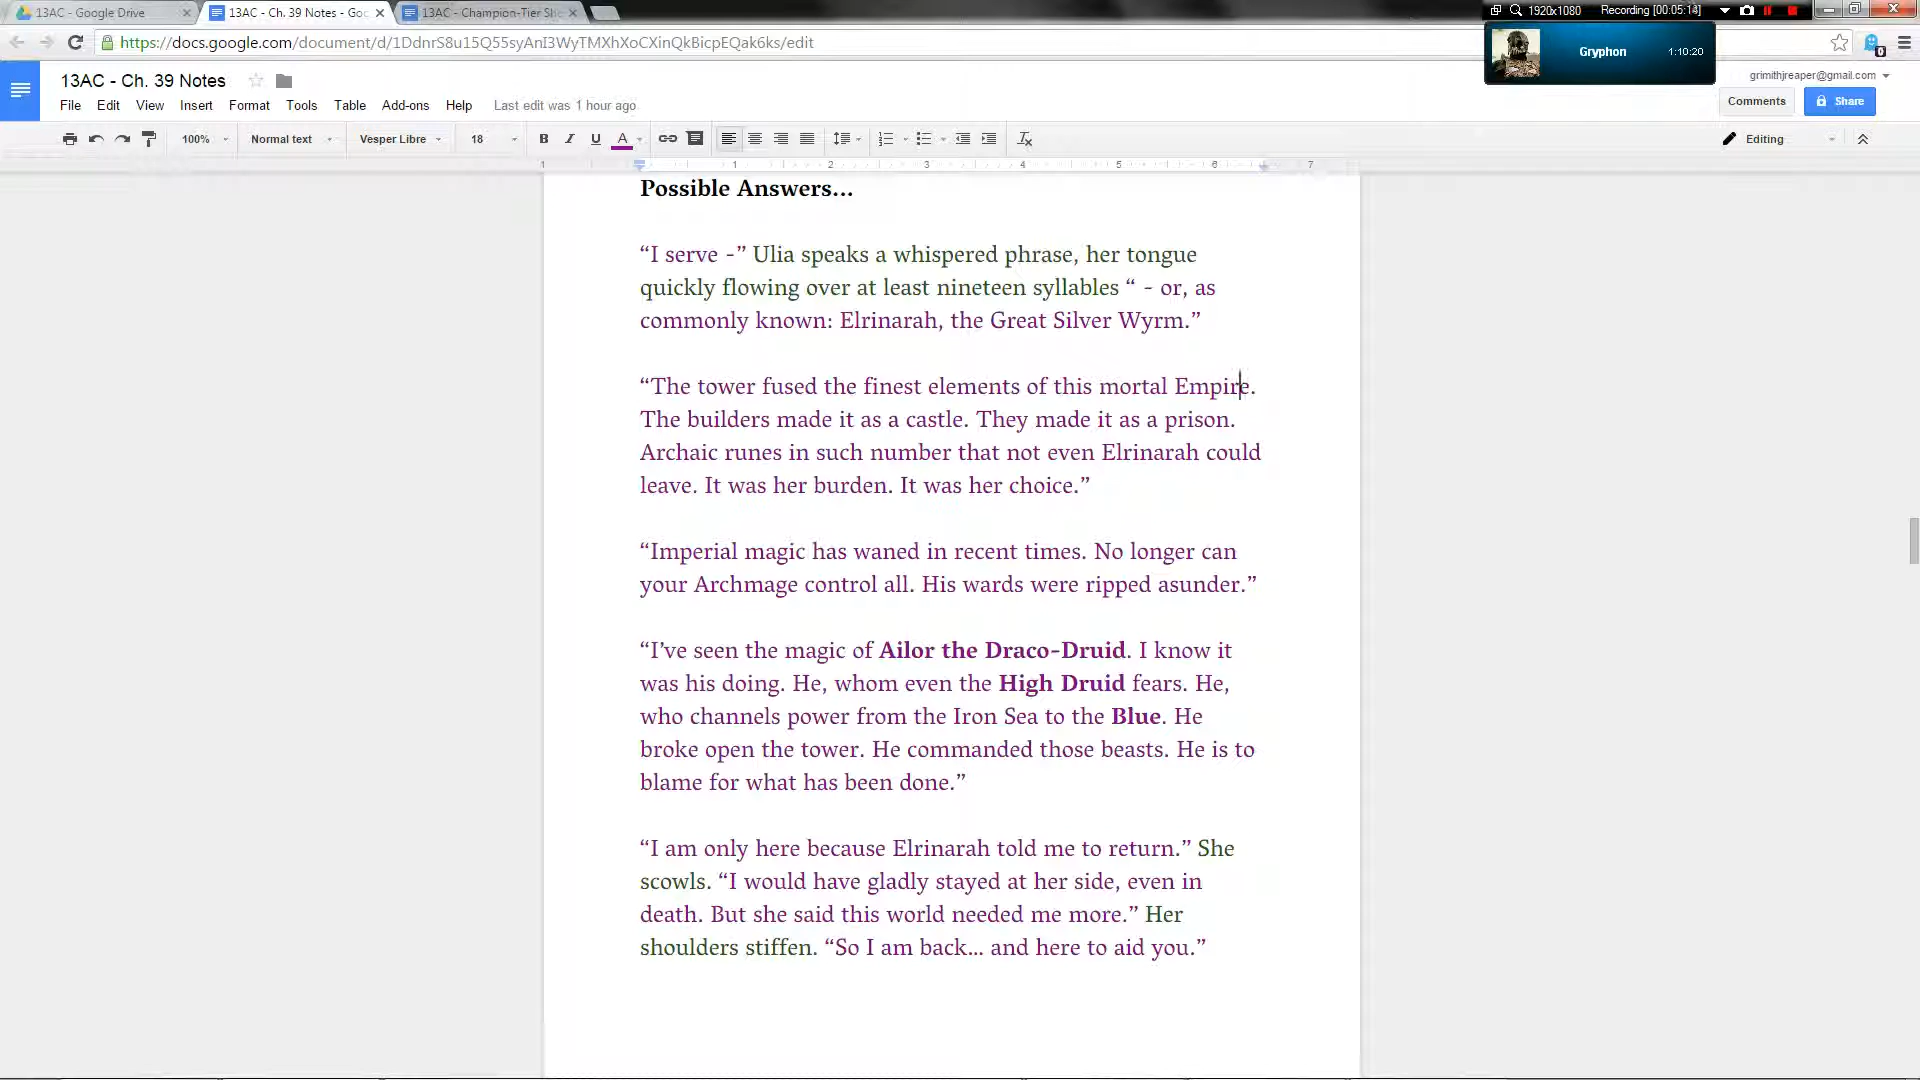 13AC - Google Drive
13AC - Ch. 39 Notes - Goo
13AC - Champion-Tier She
1920x1080
Recording [00:05:14]
https://docs.google.com/document/d/1DdnrS8u15Q55syAnI3WyTMXhXoCXinQkBicpEQak6ks/edit
Gryphon
1:10:20
0
13AC - Ch. 39 Notes
grimithjreaper@gmail.com
File Edit View Insert Format Tools Table Add-ons Help Last edit was 1 hour ago
Comments
Share
100% Normal text Vesper Libre 18 B I U A
Editing
1 1 2 3 4 5 6 7
Possible Answers...
“I serve -” Ulia speaks a whispered phrase, her tongue
quickly flowing over at least nineteen syllables “ - or, as
commonly known: Elrinarah, the Great Silver Wyrm.”
“The tower fused the finest elements of this mortal Empire.
The builders made it as a castle. They made it as a prison.
Archaic runes in such number that not even Elrinarah could
leave. It was her burden. It was her choice.”
“Imperial magic has waned in recent times. No longer can
your Archmage control all. His wards were ripped asunder.”
“I’ve seen the magic of Ailor the Draco-Druid. I know it
was his doing. He, whom even the High Druid fears. He,
who channels power from the Iron Sea to the Blue. He
broke open the tower. He commanded those beasts. He is to
blame for what has been done.”
“I am only here because Elrinarah told me to return.” She
scowls. “I would have gladly stayed at her side, even in
death. But she said this world needed me more.” Her
shoulders stiffen. “So I am back... and here to aid you.”